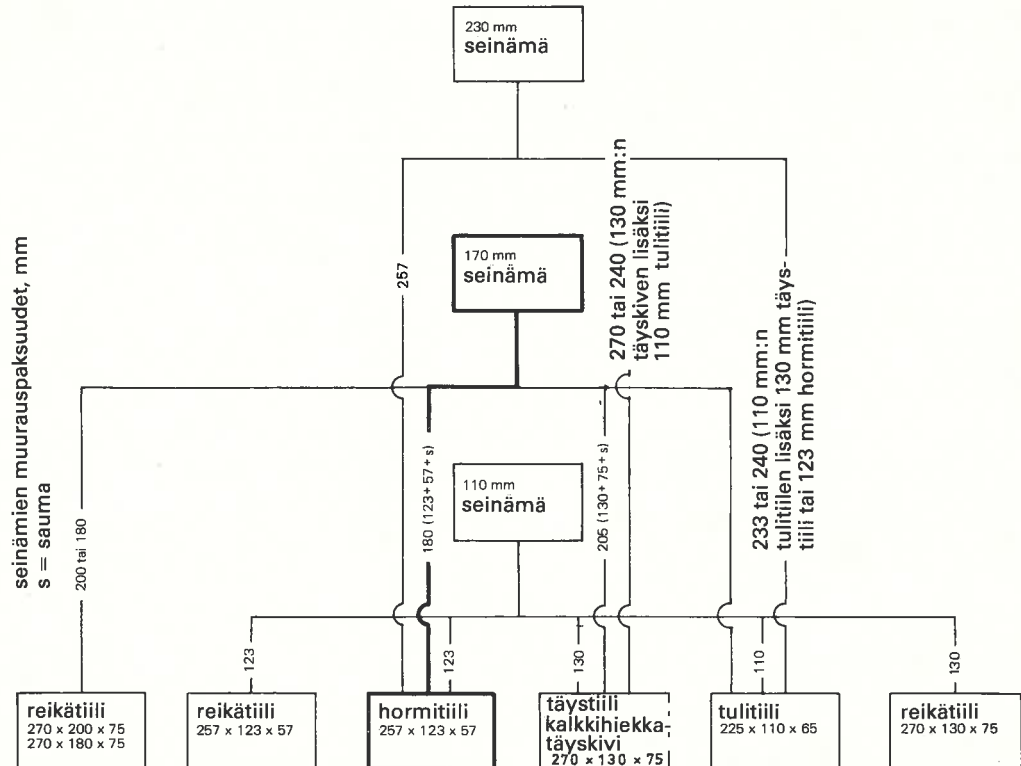 230 mm
seinämä
257
170 mm
seinämä
270 tai 240 (130 mm:n
täyskiven lisäksi
110 mm tulitiili)
233 tai 240 (110 mm:n
tulitiilen lisäksi 130 mm täys-
tiili tai 123 mm hormitiili)
seinämien muurauspaksuudet, mm
s = sauma
200 tai 180
180 (123+57+s)
110 mm
seinämä
205 (130+75+s)
123
123
130
110
130
reikätiili
270 x 200 x 75
270 x 180 x 75
reikätiili
257 x 123 x 57
hormitiili
257 x 123 x 57
täystiili
kalkkihiekka-
täyskivi
270 x 130 x 75
tulitiili
225 x 110 x 65
reikätiili
270 x 130 x 75